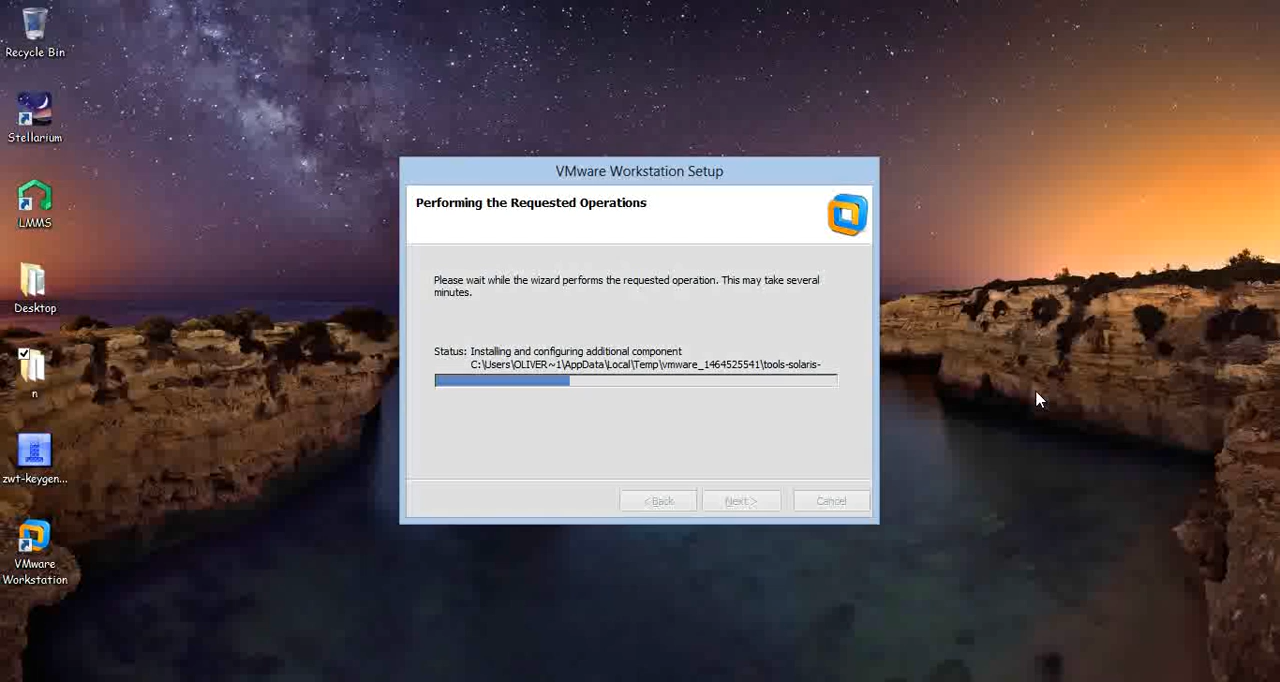 Recycle Bin
Stellarium
LMMS
Desktop
n
zwt-keygen...
VMware
Workstation
VMware Workstation Setup
Performing the Requested Operations
Please wait while the wizard performs the requested operation. This may take several
minutes.
Status: Installing and configuring additional component
C:\Users\OLIVER~1\AppData\Local\Temp\vmware_1464525541\tools-solaris-
< Back
Next >
Cancel